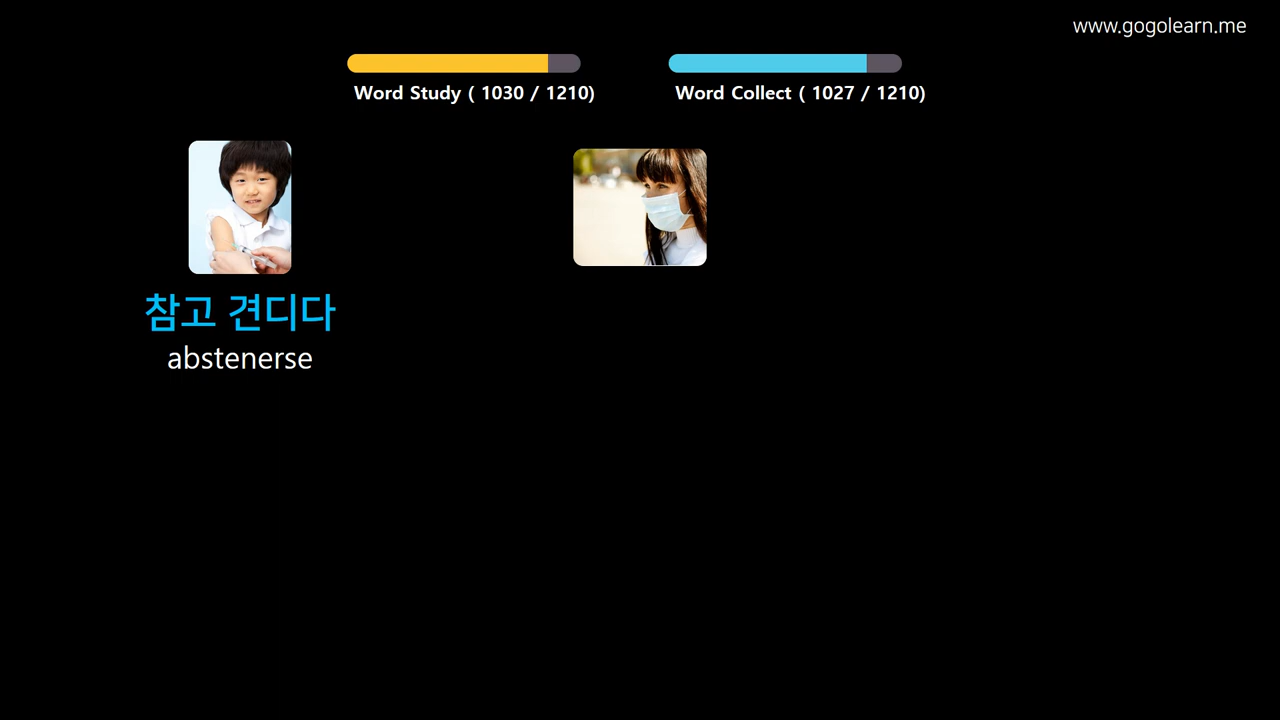 www.gogolearn.me
Word Study ( 1030 / 1210)
Word Collect ( 1027 / 1210)
참고 견디다
abstenerse